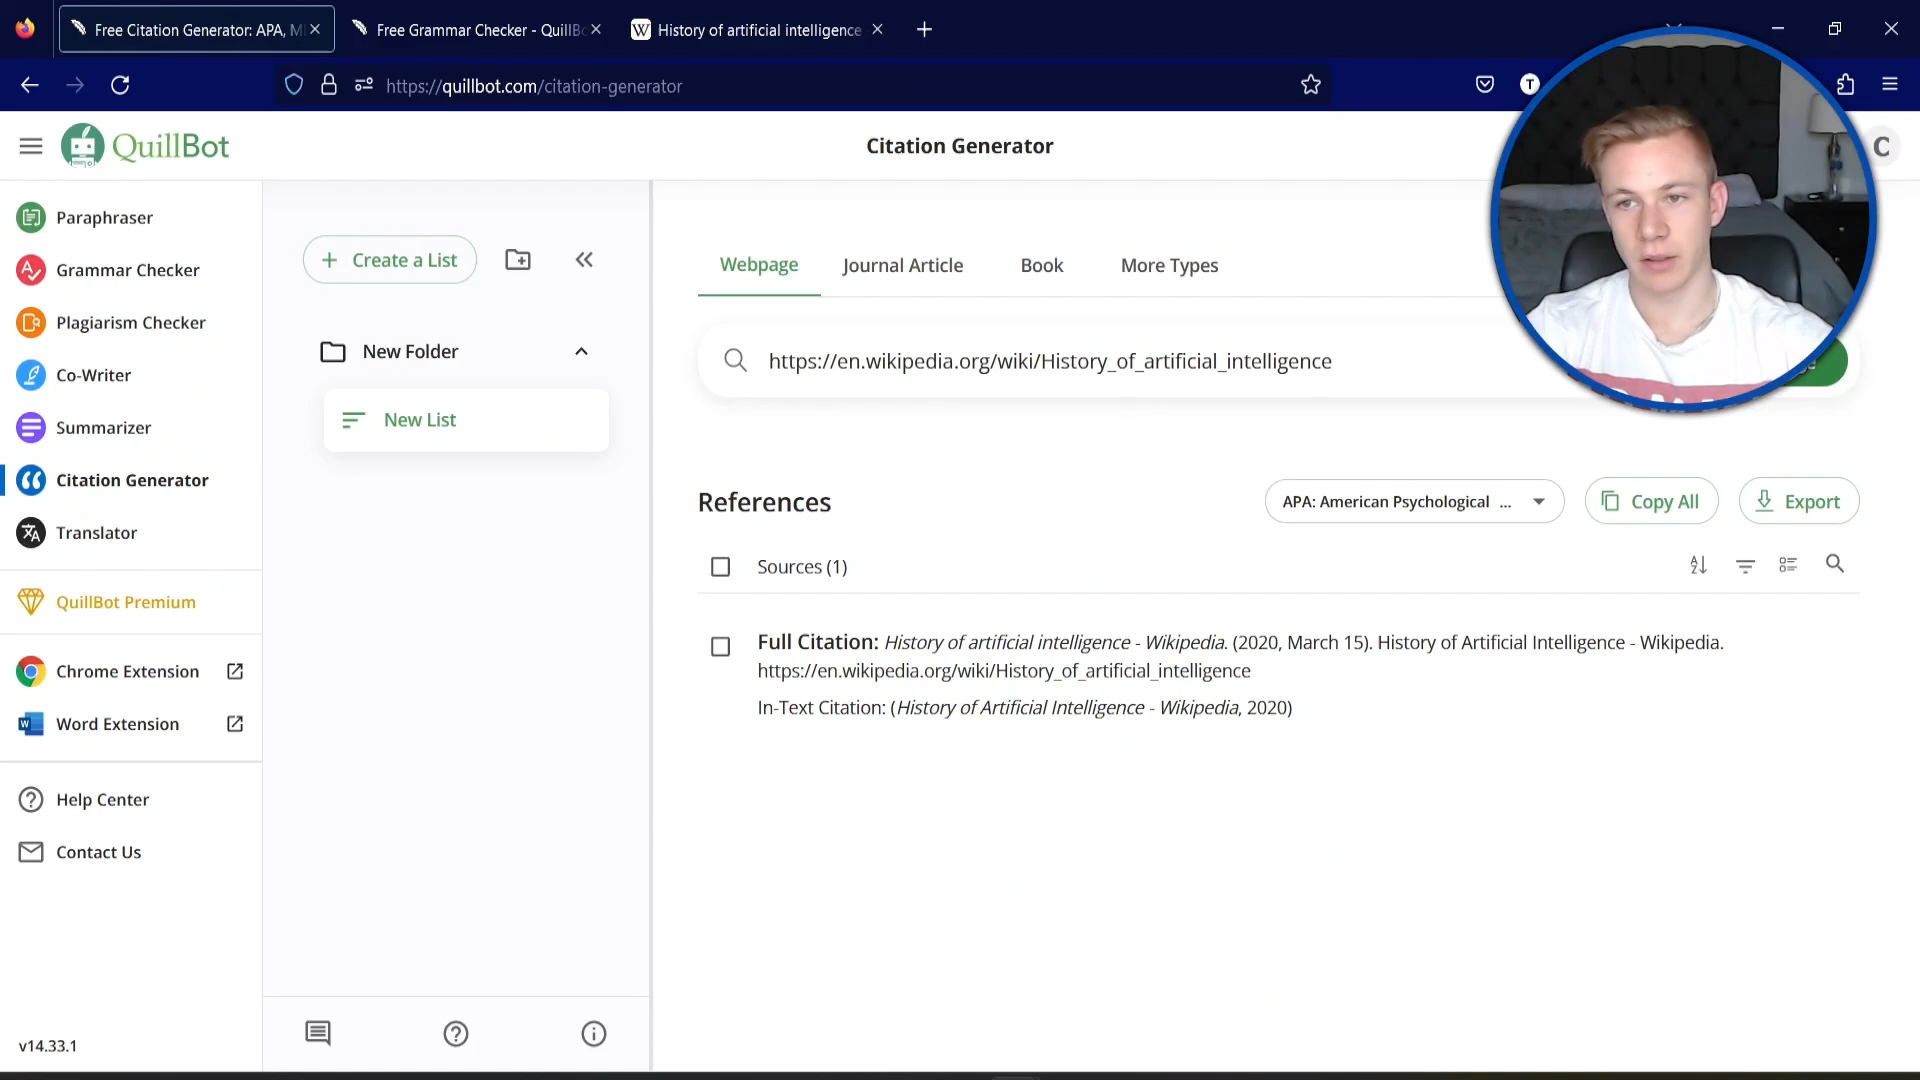 Free Citation Generator: APA, M
Free Grammar Checker - QuillBo
W History of artificial intelligence
https://quillbot.com/citation-generator
T
QuillBot
Citation Generator
C
Paraphraser
Grammar Checker
Plagiarism Checker
Co-Writer
Summarizer
Citation Generator
Translator
QuillBot Premium
Chrome Extension
Word Extension
Help Center
Contact Us
v14.33.1
+ Create a List
New Folder
New List
Webpage
Journal Article
Book
More Types
https://en.wikipedia.org/wiki/History_of_artificial_intelligence
References
APA: American Psychological ...
Copy All
Export
Sources (1)
Full Citation: History of artificial intelligence - Wikipedia. (2020, March 15). History of Artificial Intelligence - Wikipedia.
https://en.wikipedia.org/wiki/History_of_artificial_intelligence
In-Text Citation: (History of Artificial Intelligence - Wikipedia, 2020)